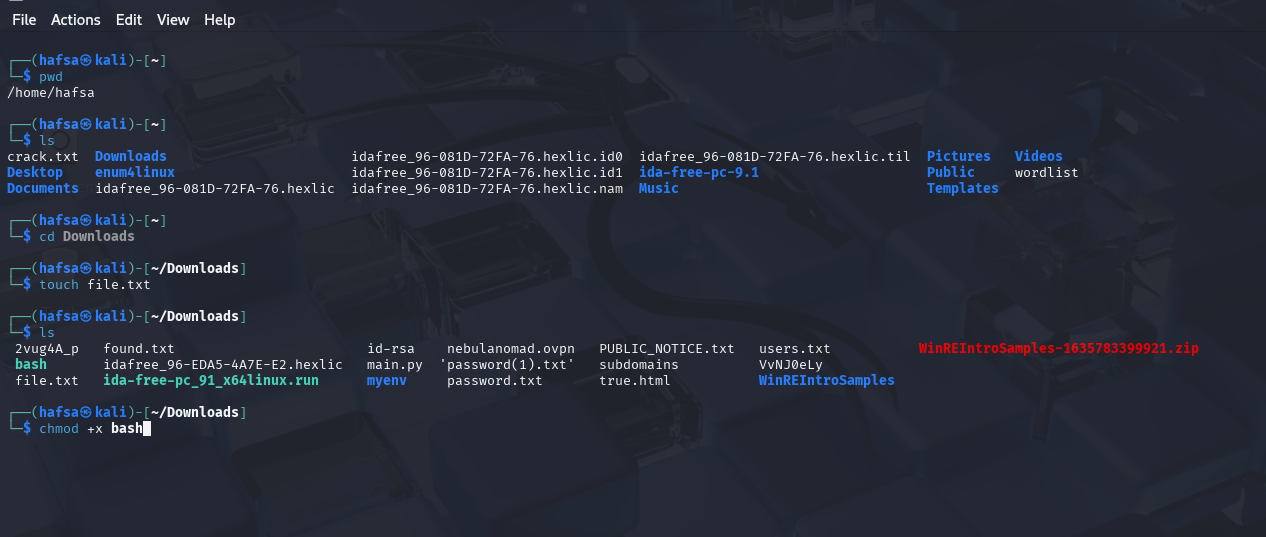 File Actions Edit View Help
┌──(hafsa㉿kali)-[~]
└─$ pwd
/home/hafsa
┌──(hafsa㉿kali)-[~]
└─$ ls
crack.txt Downloads idafree_96-081D-72FA-76.hexlic.id0 idafree_96-081D-72FA-76.hexlic.til Pictures Videos
Desktop enum4linux idafree_96-081D-72FA-76.hexlic.id1 ida-free-pc-9.1 Public wordlist
Documents idafree_96-081D-72FA-76.hexlic idafree_96-081D-72FA-76.hexlic.nam Music Templates
┌──(hafsa㉿kali)-[~]
└─$ cd Downloads
┌──(hafsa㉿kali)-[~/Downloads]
└─$ touch file.txt
┌──(hafsa㉿kali)-[~/Downloads]
└─$ ls
2vug4A_p found.txt id-rsa nebulanomad.ovpn PUBLIC_NOTICE.txt users.txt WinREIntroSamples-1635783399921.zip
bash idafree_96-EDA5-4A7E-E2.hexlic main.py 'password(1).txt' subdomains VvNJ0eLy
file.txt ida-free-pc_91_x64linux.run myenv password.txt true.html WinREIntroSamples
┌──(hafsa㉿kali)-[~/Downloads]
└─$ chmod +x bash